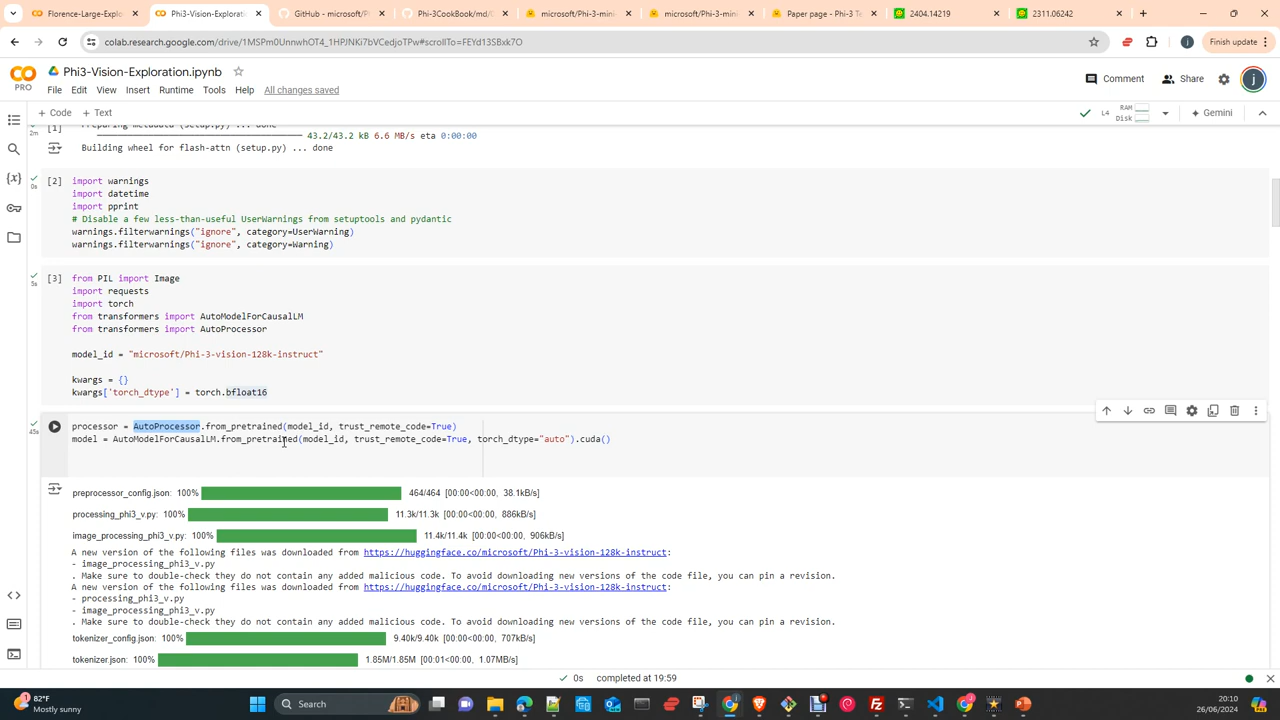 Florence-Large-Explo
Phi3-Vision-Explorati
GitHub - microsoft/P
Phi-3CookBook/md/
microsoft/Phi-3-min
microsoft/Phi-3-min
Paper page - Phi-3 Te
2404.14219
2311.06242
colab.research.google.com/drive/1MSPm0UnnwhOT4_1HPJNKi7bVCedjoTPw#scrollTo=FEYd13SBxk7O
Finish update
CO
PRO
Phi3-Vision-Exploration.ipynb
File Edit View Insert Runtime Tools Help All changes saved
Comment
Share
+ Code + Text
L4 RAM
Disk
Gemini
[1] Preparing metadata (setup.py) ... done
2m
43.2/43.2 kB 6.6 MB/s eta 0:00:00
Building wheel for flash-attn (setup.py) ... done
[2] import warnings
0s
import datetime
import pprint
# Disable a few less-than-useful UserWarnings from setuptools and pydantic
warnings.filterwarnings("ignore", category=UserWarning)
warnings.filterwarnings("ignore", category=Warning)
[3] from PIL import Image
5s
import requests
import torch
from transformers import AutoModelForCausalLM
from transformers import AutoProcessor
model_id = "microsoft/Phi-3-vision-128k-instruct"
kwargs = {}
kwargs['torch_dtype'] = torch.bfloat16
processor = AutoProcessor.from_pretrained(model_id, trust_remote_code=True)
45s
model = AutoModelForCausalLM.from_pretrained(model_id, trust_remote_code=True, torch_dtype="auto").cuda()
preprocessor_config.json: 100% 464/464 [00:00<00:00, 38.1kB/s]
processing_phi3_v.py: 100% 11.3k/11.3k [00:00<00:00, 886kB/s]
image_processing_phi3_v.py: 100% 11.4k/11.4k [00:00<00:00, 906kB/s]
A new version of the following files was downloaded from https://huggingface.co/microsoft/Phi-3-vision-128k-instruct:
- image_processing_phi3_v.py
. Make sure to double-check they do not contain any added malicious code. To avoid downloading new versions of the code file, you can pin a revision.
A new version of the following files was downloaded from https://huggingface.co/microsoft/Phi-3-vision-128k-instruct:
- processing_phi3_v.py
- image_processing_phi3_v.py
. Make sure to double-check they do not contain any added malicious code. To avoid downloading new versions of the code file, you can pin a revision.
tokenizer_config.json: 100% 9.40k/9.40k [00:00<00:00, 707kB/s]
tokenizer.json: 100% 1.85M/1.85M [00:01<00:00, 1.07MB/s]
0s completed at 19:59
82°F
Mostly sunny
Search
20:10
26/06/2024